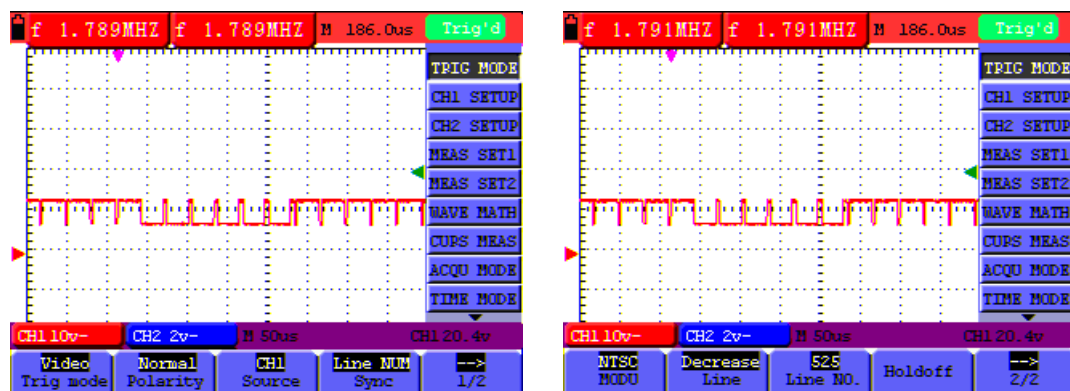 f 1.789MHZ f 1.789MHZ M 186.0us Trig'd
TRIG MODE
CH1 SETUP
CH2 SETUP
MEAS SET1
MEAS SET2
WAVE MATH
CURS MEAS
ACQU MODE
TIME MODE
CH1 10v- CH2 2v- M 50us CH1 20.4v
Video Normal CH1 Line NUM -->
Trig mode Polarity Source Sync 1/2
f 1.791MHZ f 1.791MHZ M 186.0us Trig'd
TRIG MODE
CH1 SETUP
CH2 SETUP
MEAS SET1
MEAS SET2
WAVE MATH
CURS MEAS
ACQU MODE
TIME MODE
CH1 10v- CH2 2v- M 50us CH1 20.4v
NTSC Decrease 525 Holdoff -->
MODU Line Line NO. 2/2